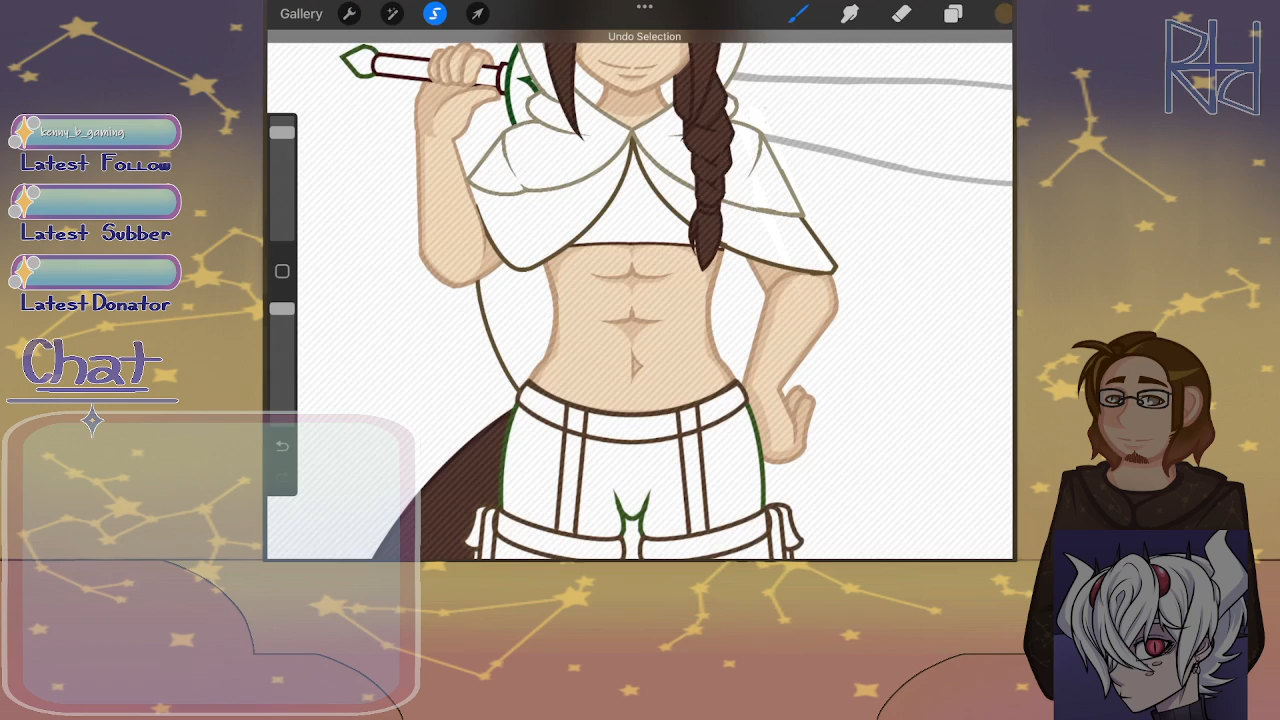 Gallery
Undo Selection
kenny_b_gaming
Latest Follow
Latest Subber
Latest Donator
Chat